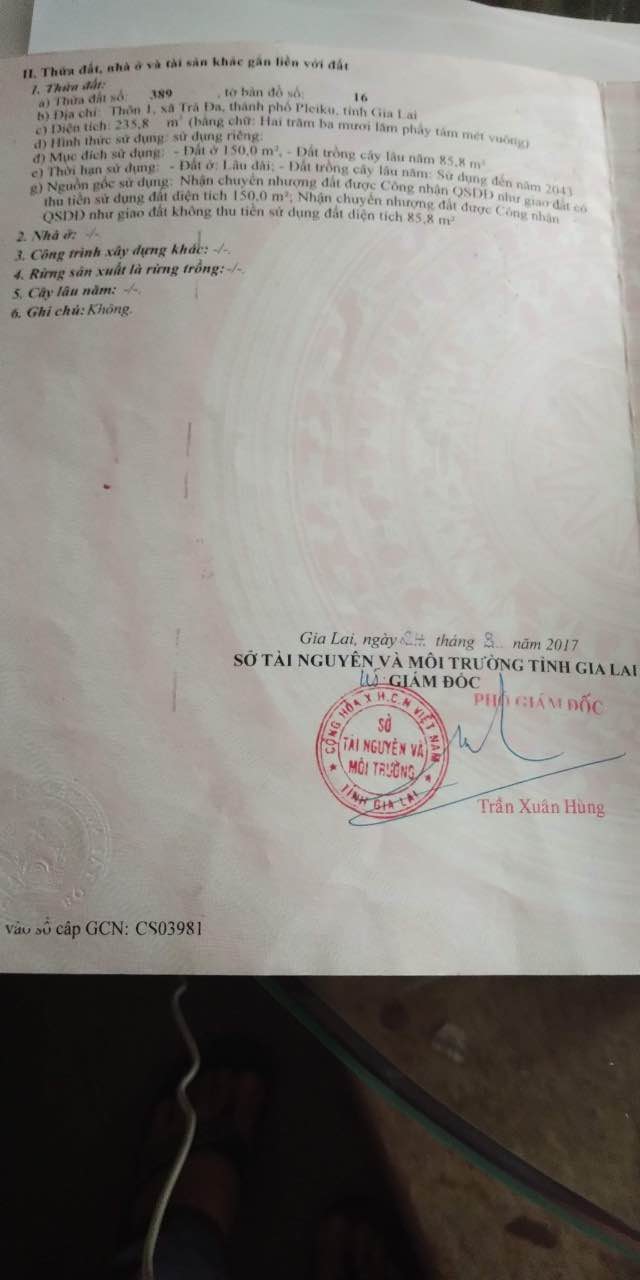 II. Thửa đất, nhà ở và tài sản khác gắn liền với đất
1. Thửa đất:
a) Thửa đất số: 389 , tờ bản đồ số: 16
b) Địa chỉ: Thôn 1, xã Trà Đa, thành phố Pleiku, tỉnh Gia Lai
c) Diện tích: 235,8 m² (bằng chữ: Hai trăm ba mươi lăm phẩy tám mét vuông)
d) Hình thức sử dụng: sử dụng riêng:
đ) Mục đích sử dụng: - Đất ở 150,0 m², - Đất trồng cây lâu năm 85,8 m²
e) Thời hạn sử dụng: - Đất ở: Lâu dài; - Đất trồng cây lâu năm: Sử dụng đến năm 2043
g) Nguồn gốc sử dụng: Nhận chuyển nhượng đất được Công nhận QSDĐ như giao đất có
thu tiền sử dụng đất diện tích 150,0 m²; Nhận chuyển nhượng đất được Công nhận
QSDĐ như giao đất không thu tiền sử dụng đất diện tích 85,8 m²
2. Nhà ở: -/-.
3. Công trình xây dựng khác: -/-.
4. Rừng sản xuất là rừng trồng: -/-.
5. Cây lâu năm: -/-.
6. Ghi chú: Không.
Gia Lai, ngày 24 tháng 8 năm 2017
SỞ TÀI NGUYÊN VÀ MÔI TRƯỜNG TỈNH GIA LAI
GIÁM ĐỐC
PHÓ GIÁM ĐỐC
CỘNG HÒA X.H.C.N VIỆT NAM
SỞ
TÀI NGUYÊN VÀ
MÔI TRƯỜNG
TỈNH GIA LAI
Trần Xuân Hùng
vào sổ cấp GCN: CS03981